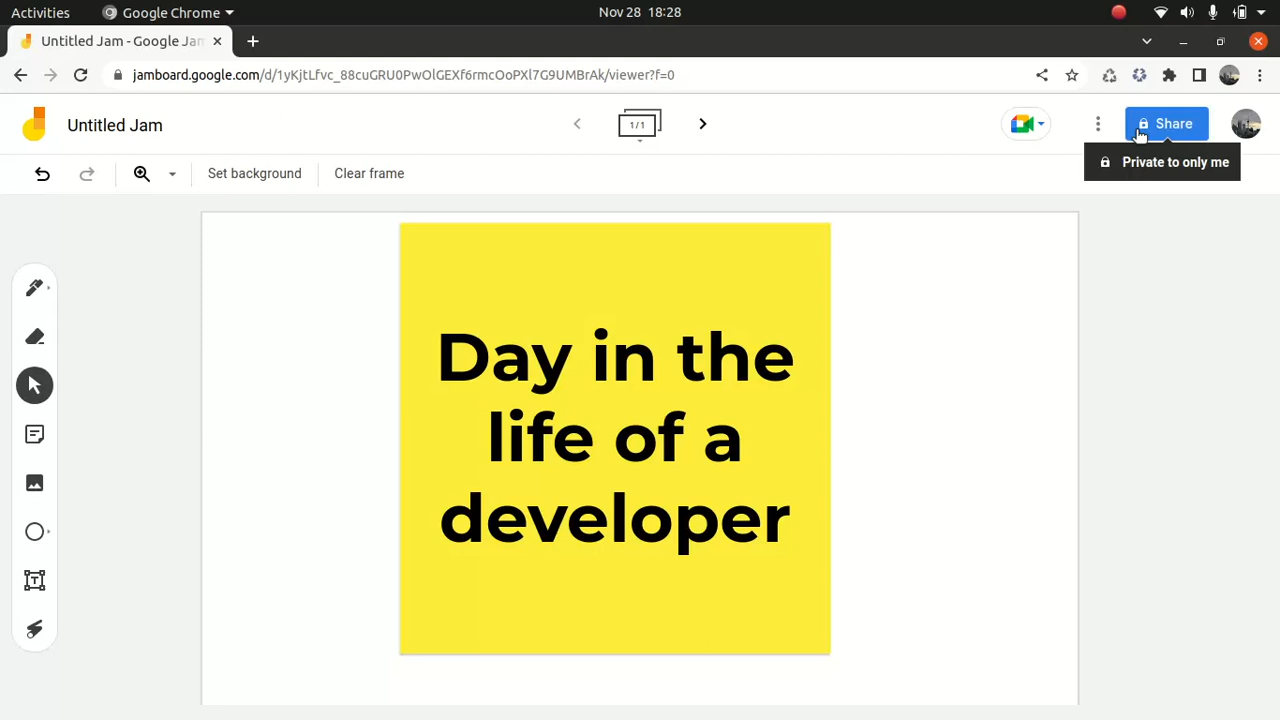 Activities
Google Chrome
Nov 28 18:28
Untitled Jam - Google Jam
jamboard.google.com/d/1yKjtLfvc_88cuGRU0PwOlGEXf6rmcOoPXl7G9UMBrAk/viewer?f=0
Untitled Jam
1/1
Share
Private to only me
Set background
Clear frame
Day in the
life of a
developer
T